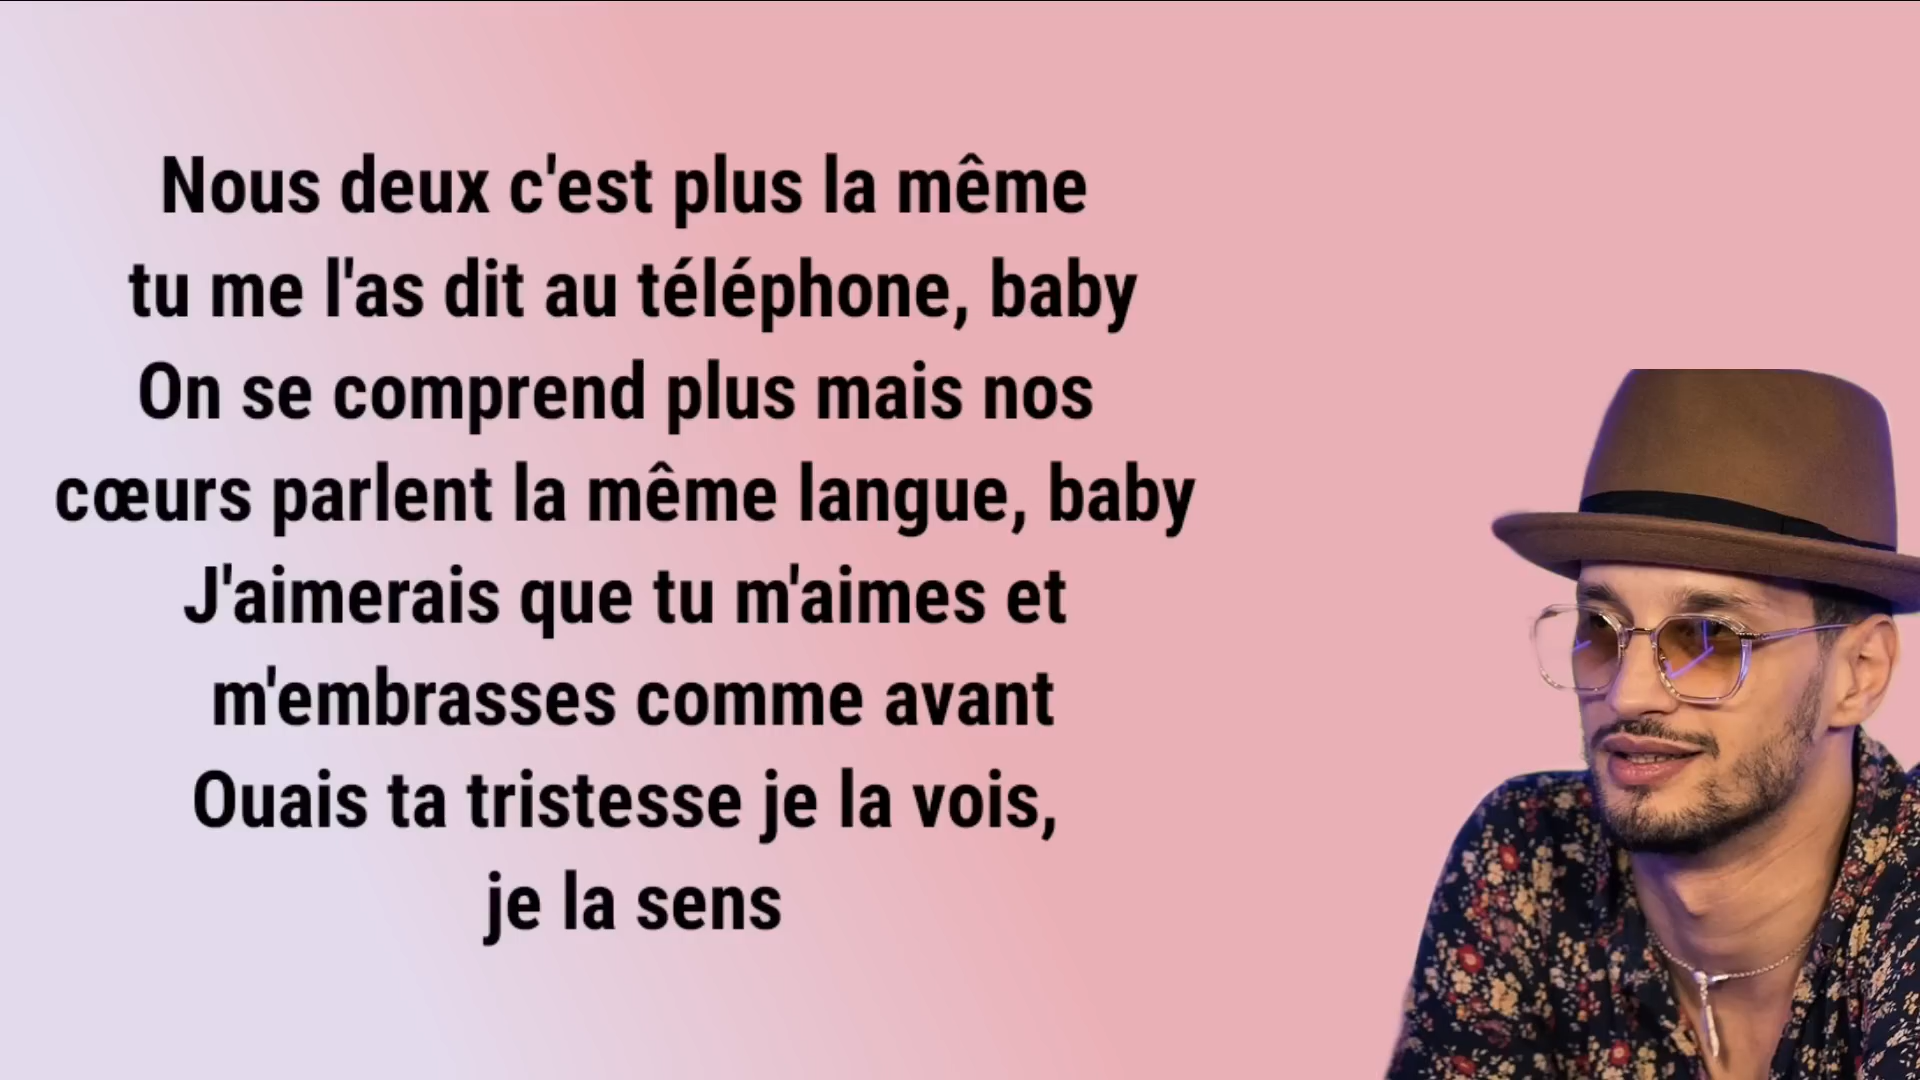 Nous deux c'est plus la même
tu me l'as dit au téléphone, baby
On se comprend plus mais nos
cœurs parlent la même langue, baby
J'aimerais que tu m'aimes et
m'embrasses comme avant
Ouais ta tristesse je la vois,
je la sens